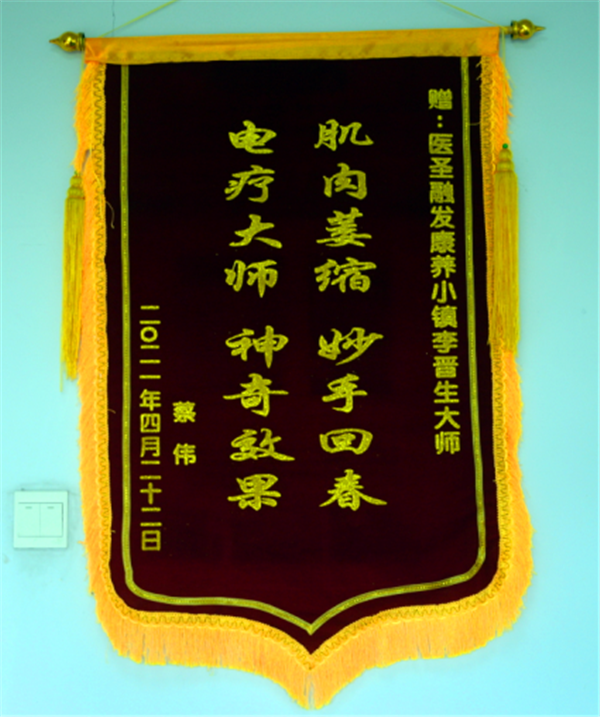 赠：医圣融发康养小镇李晋生大师
肌肉萎缩 妙手回春
电疗大师 神奇效果
蔡伟
二〇二一年四月二十二日